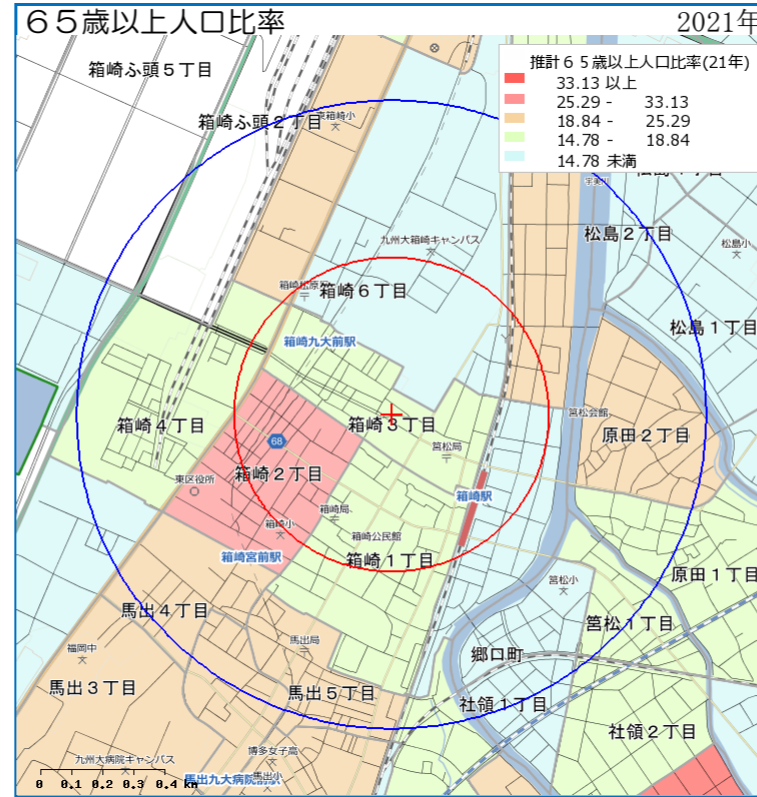 ６５歳以上人口比率
2021年
推計６５歳以上人口比率(21年)
33.13 以上
25.29 - 33.13
18.84 - 25.29
14.78 - 18.84
14.78 未満
箱崎ふ頭５丁目
箱崎ふ頭２丁目
東箱崎小
宇美川
松島２丁目
松島小
九州大箱崎キャンパス
箱崎６丁目
松島１丁目
箱崎九大前駅
箱崎４丁目
箱崎３丁目
筥松会館
原田２丁目
68
筥松局
東区役所
箱崎２丁目
箱崎駅
箱崎局
箱崎小
箱崎公民館
箱崎宮前駅
箱崎１丁目
原田１丁目
筥松小
馬出４丁目
筥松１丁目
福岡中
馬出局
郷口町
馬出３丁目
馬出５丁目
社領１丁目
社領２丁目
九州大病院キャンパス
博多女子高
馬出九大病院前駅
馬出小
0 0.1 0.2 0.3 0.4 km